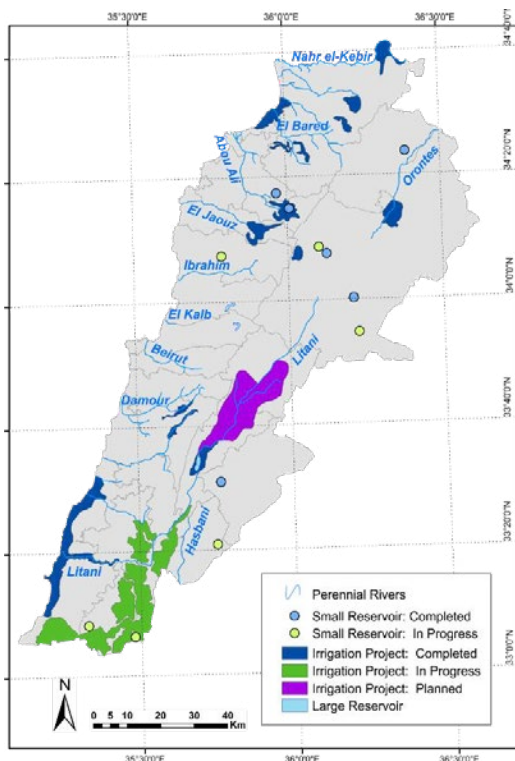 35°30'0"E 36°0'0"E 36°30'0"E
34°40'0"N
Nahr el-Kebir
El Bared
34°20'0"N
Abou Ali
Orontes
El Jaouz
Ibrahim
34°0'0"N
El Kalb
Litani
Beirut
33°40'0"N
Damour
Hasbani
33°20'0"N
Litani
Perennial Rivers
Small Reservoir: Completed
Small Reservoir: In Progress
Irrigation Project: Completed
Irrigation Project: In Progress
Irrigation Project: Planned
Large Reservoir
33°0'0"N
N
0 5 10 20 30 40
Km
35°30'0"E 36°0'0"E 36°30'0"E